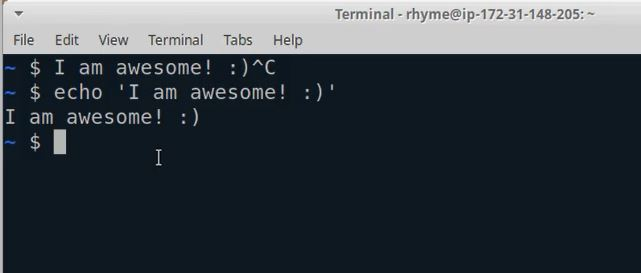 Terminal - rhyme@ip-172-31-148-205: ~
File Edit View Terminal Tabs Help
~ $ I am awesome! :)^C
~ $ echo 'I am awesome! :)'
I am awesome! :)
~ $